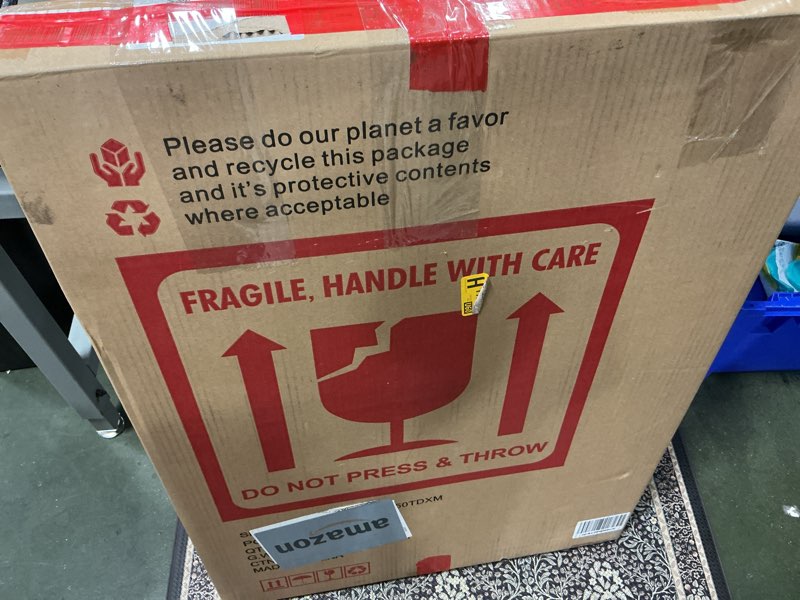 Please do our planet a favor
and recycle this package
and it's protective contents
where acceptable
FRAGILE, HANDLE WITH CARE
DO NOT PRESS & THROW
amazon